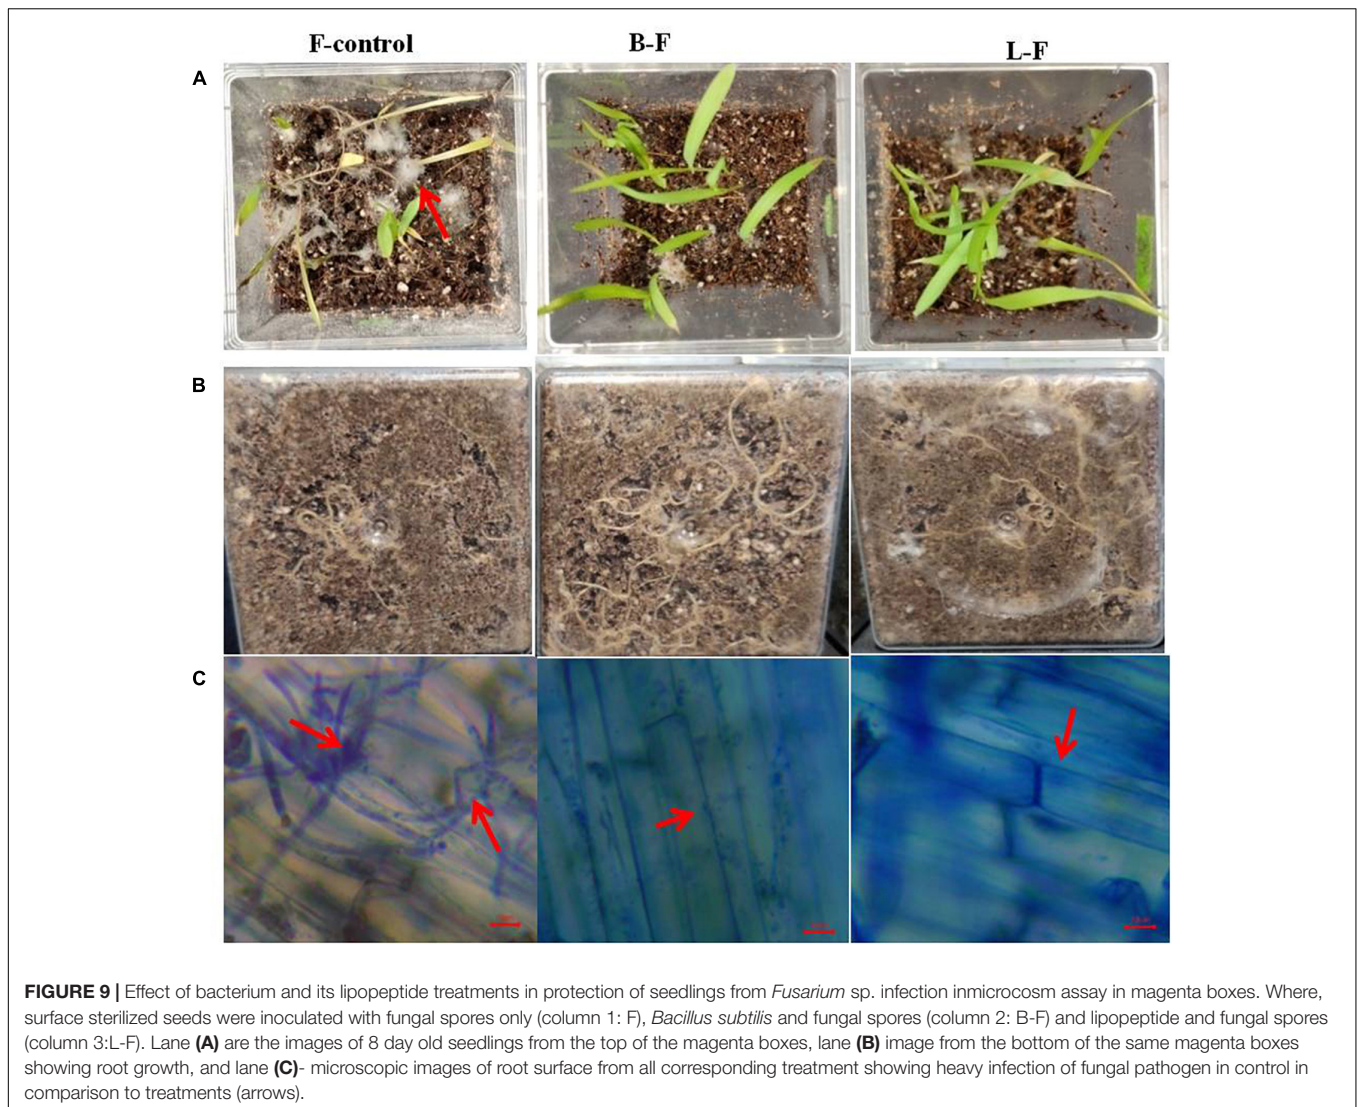 F-control
B-F
L-F
A
B
C
FIGURE 9 | Effect of bacterium and its lipopeptide treatments in protection of seedlings from Fusarium sp. infection inmicrocosm assay in magenta boxes. Where,
surface sterilized seeds were inoculated with fungal spores only (column 1: F), Bacillus subtilis and fungal spores (column 2: B-F) and lipopeptide and fungal spores
(column 3:L-F). Lane (A) are the images of 8 day old seedlings from the top of the magenta boxes, lane (B) image from the bottom of the same magenta boxes
showing root growth, and lane (C)- microscopic images of root surface from all corresponding treatment showing heavy infection of fungal pathogen in control in
comparison to treatments (arrows).